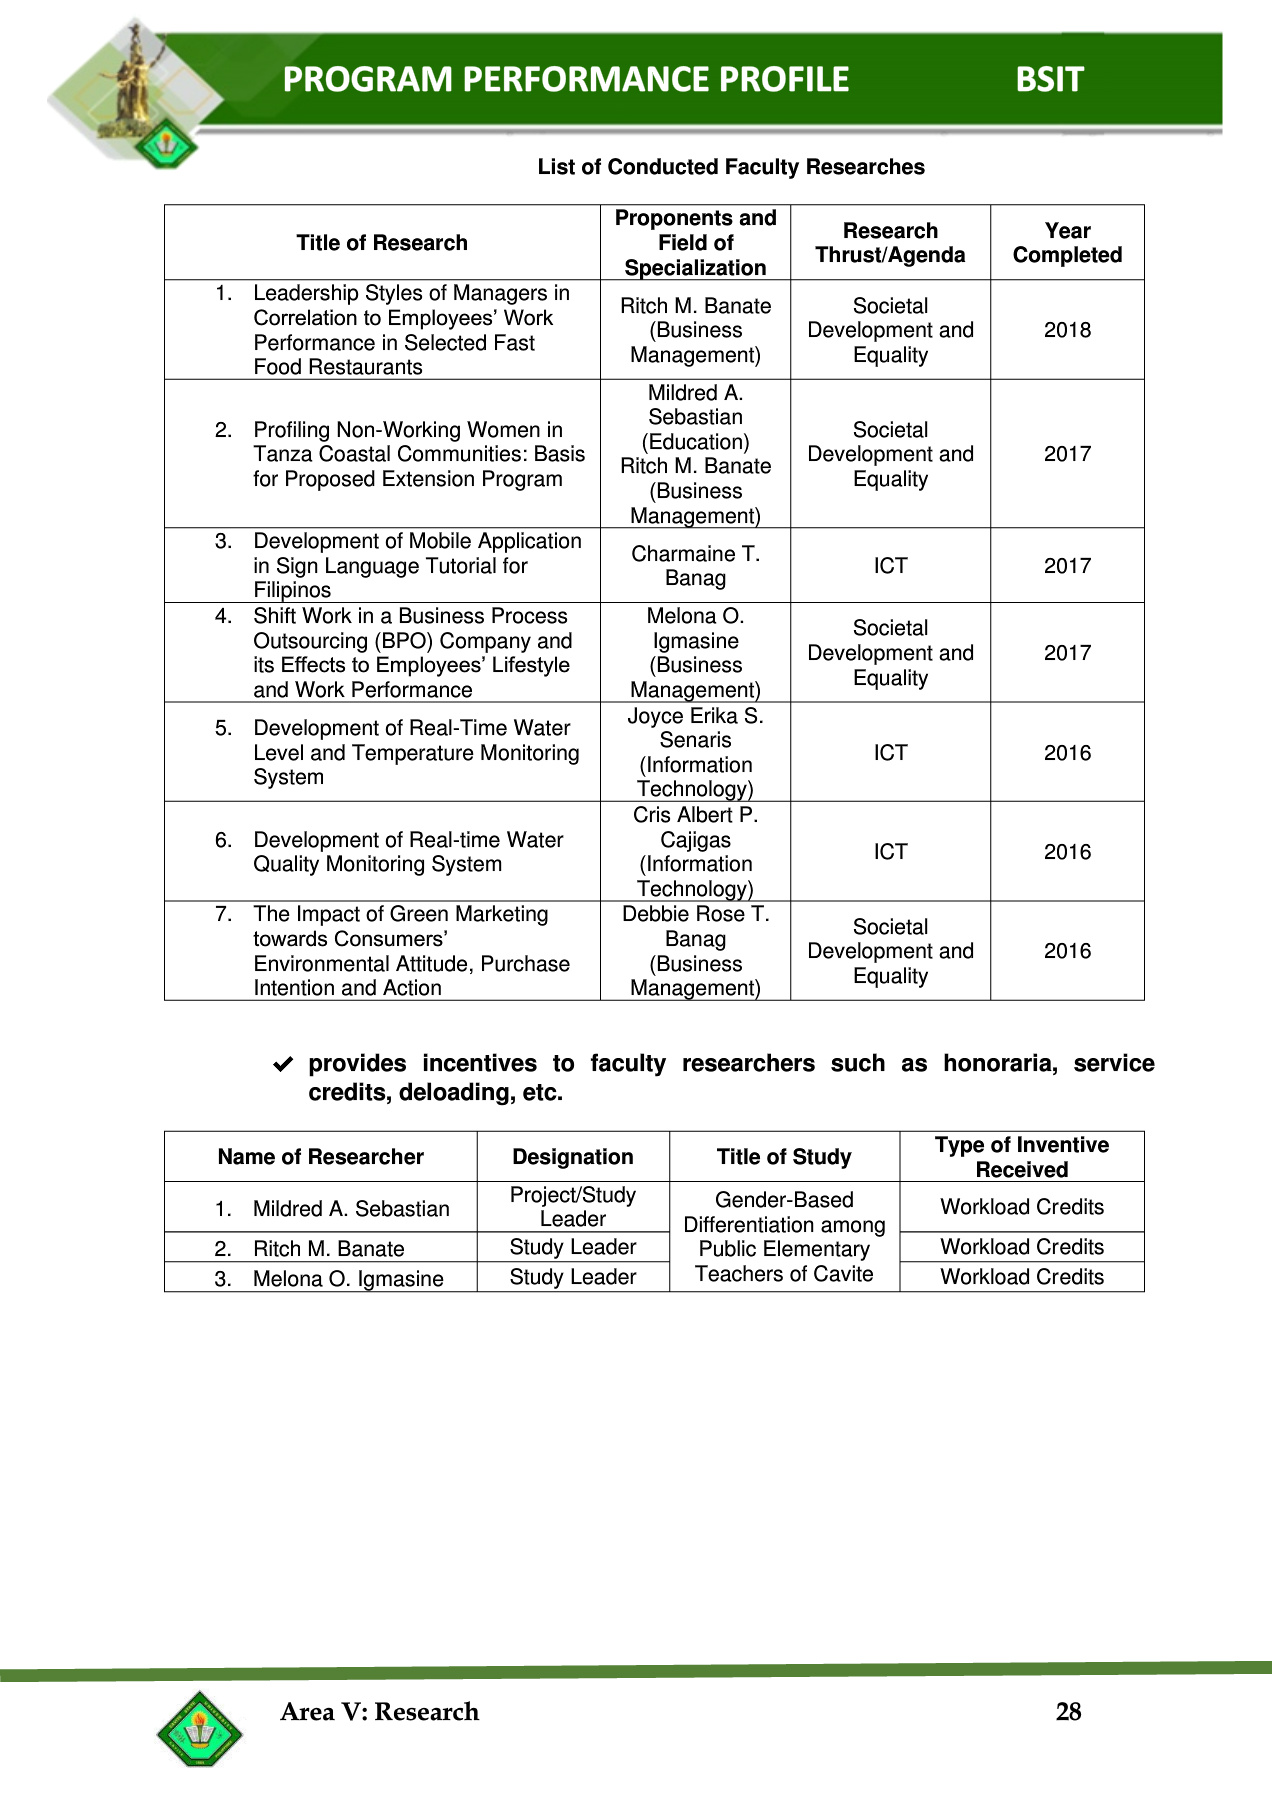 PROGRAM PERFORMANCE PROFILE BSIT
List of Conducted Faculty Researches
Title of Research
Proponents and
Field of
Specialization
Research
Thrust/Agenda
Year
Completed
1. Leadership Styles of Managers in
Correlation to Employees’ Work
Performance in Selected Fast
Food Restaurants
Ritch M. Banate
(Business
Management)
Societal
Development and
Equality
2018
2. Profiling Non-Working Women in
Tanza Coastal Communities: Basis
for Proposed Extension Program
Mildred A.
Sebastian
(Education)
Ritch M. Banate
(Business
Management)
Societal
Development and
Equality
2017
3. Development of Mobile Application
in Sign Language Tutorial for
Filipinos
Charmaine T.
Banag
ICT
2017
4. Shift Work in a Business Process
Outsourcing (BPO) Company and
its Effects to Employees’ Lifestyle
and Work Performance
Melona O.
Igmasine
(Business
Management)
Societal
Development and
Equality
2017
5. Development of Real-Time Water
Level and Temperature Monitoring
System
Joyce Erika S.
Senaris
(Information
Technology)
ICT
2016
6. Development of Real-time Water
Quality Monitoring System
Cris Albert P.
Cajigas
(Information
Technology)
ICT
2016
7. The Impact of Green Marketing
towards Consumers’
Environmental Attitude, Purchase
Intention and Action
Debbie Rose T.
Banag
(Business
Management)
Societal
Development and
Equality
2016
✔ provides incentives to faculty researchers such as honoraria, service
credits, deloading, etc.
Name of Researcher
Designation
Title of Study
Type of Inventive
Received
1. Mildred A. Sebastian
Project/Study
Leader
Gender-Based
Differentiation among
Public Elementary
Teachers of Cavite
Workload Credits
2. Ritch M. Banate
Study Leader
Workload Credits
3. Melona O. Igmasine
Study Leader
Workload Credits
Area V: Research 28